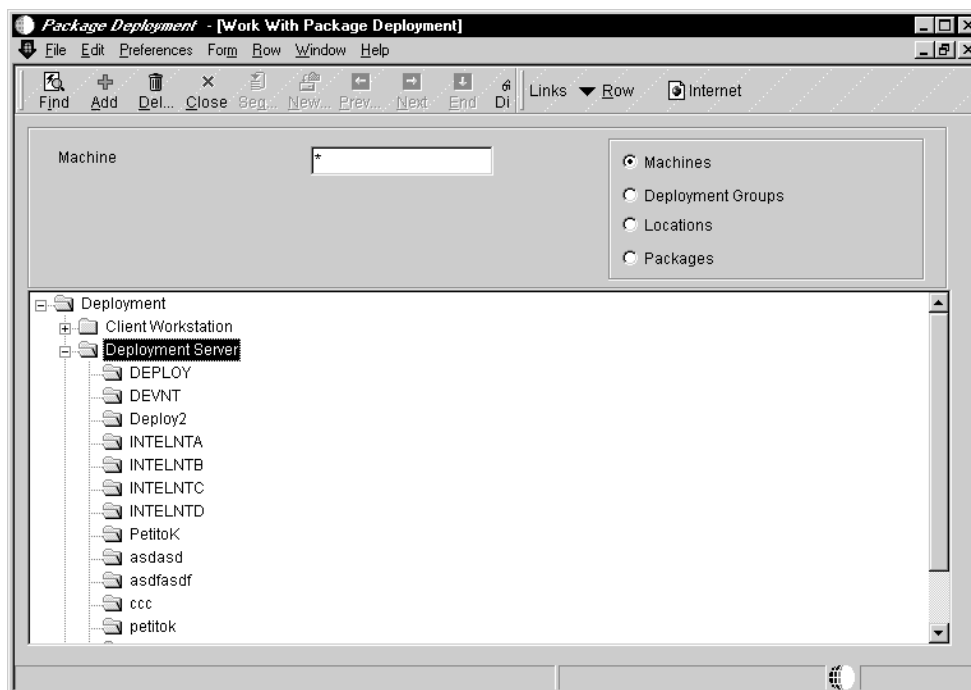 Package Deployment - [Work With Package Deployment]
File Edit Preferences Form Row Window Help
Find Add Del... Close Seq... New... Prev... Next End Di Links Row Internet
Machine *
Machines
Deployment Groups
Locations
Packages
Deployment
Client Workstation
Deployment Server
DEPLOY
DEVNT
Deploy2
INTELNTA
INTELNTB
INTELNTC
INTELNTD
PetitoK
asdasd
asdfasdf
ccc
petitok